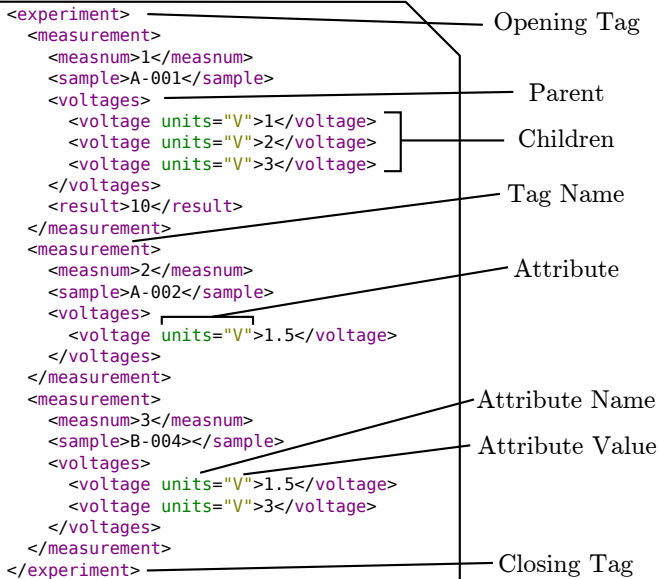 <experiment>
Opening Tag
  <measurement>
    <measnum>1</measnum>
    <sample>A-001</sample>
    <voltages>
Parent
      <voltage units="V">1</voltage>
      <voltage units="V">2</voltage>
Children
      <voltage units="V">3</voltage>
    </voltages>
Tag Name
    <result>10</result>
  </measurement>
  <measurement>
    <measnum>2</measnum>
Attribute
    <sample>A-002</sample>
    <voltages>
      <voltage units="V">1.5</voltage>
    </voltages>
  </measurement>
  <measurement>
Attribute Name
    <measnum>3</measnum>
    <sample>B-004></sample>
Attribute Value
    <voltages>
      <voltage units="V">1.5</voltage>
      <voltage units="V">3</voltage>
    </voltages>
  </measurement>
</experiment>
Closing Tag